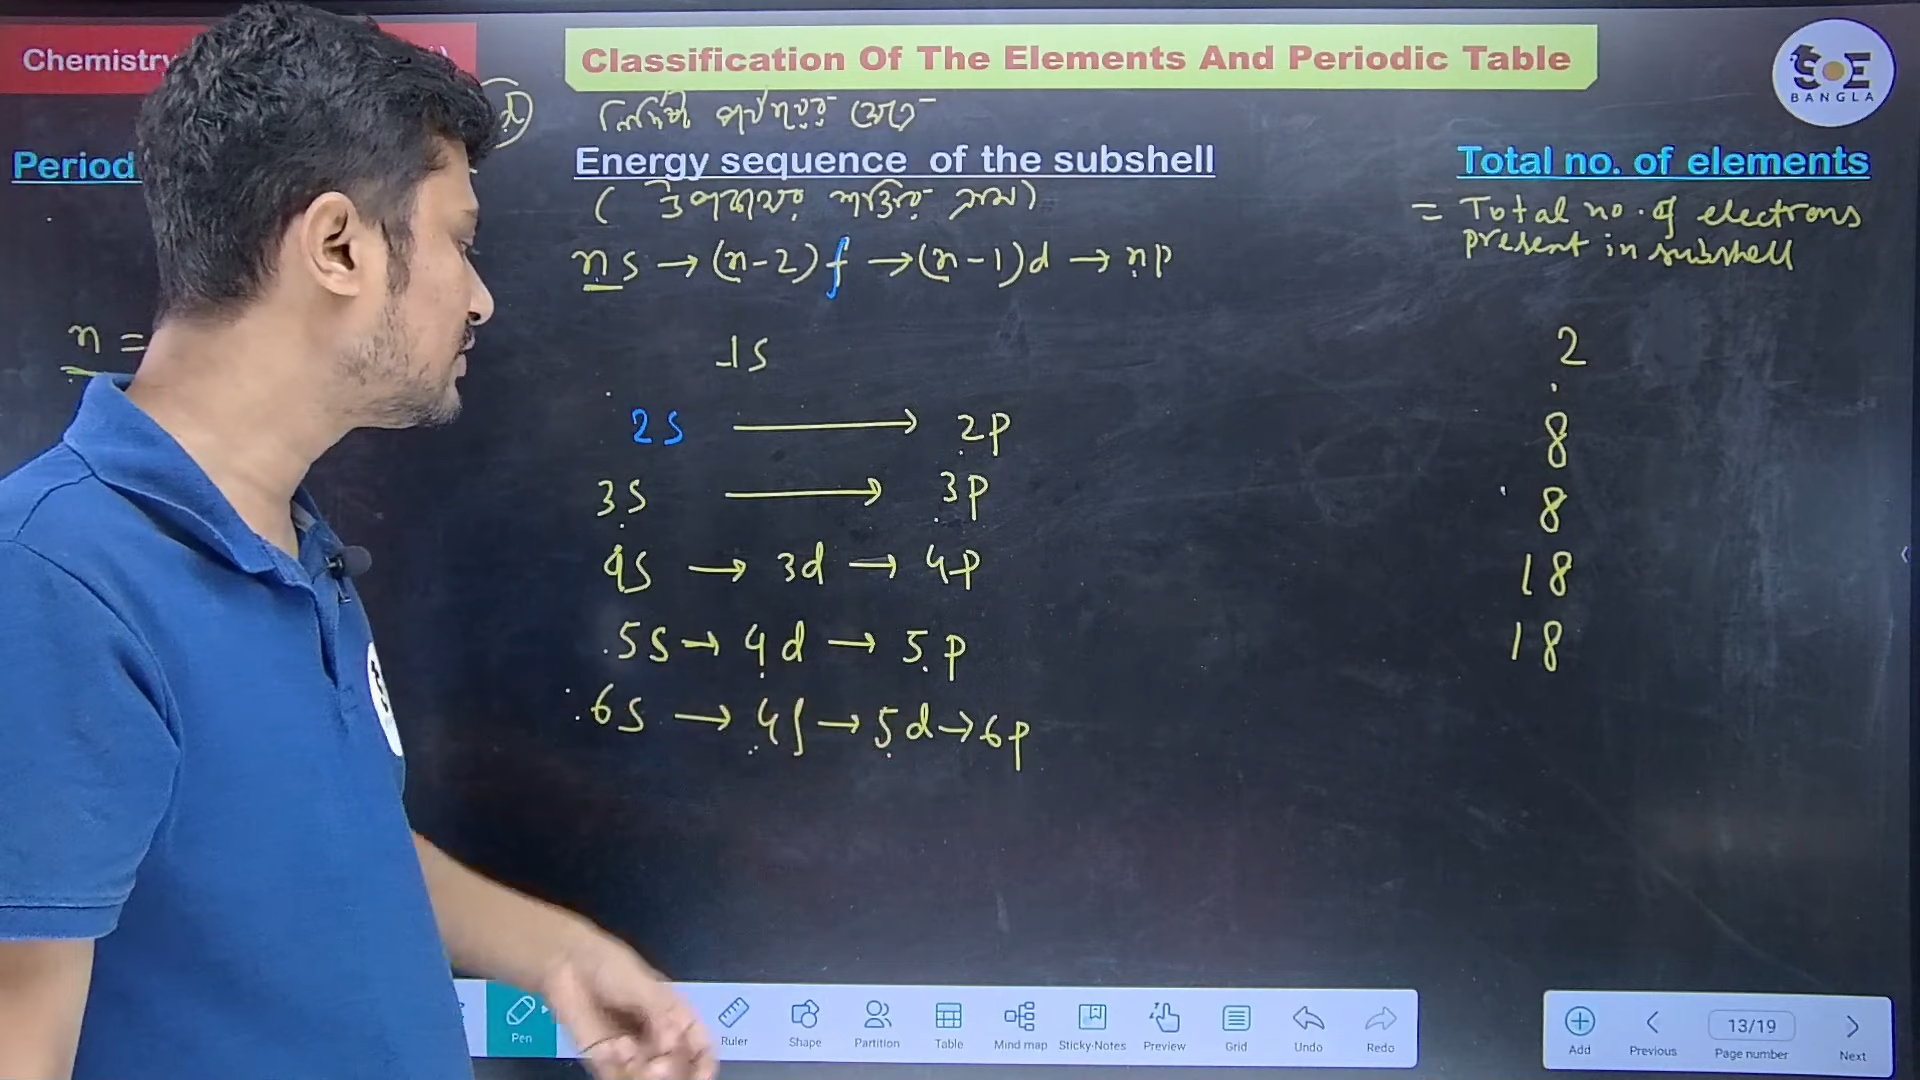 Chemistry
Classification Of The Elements And Periodic Table
SOE
BANGLA
Period
Energy sequence of the subshell
Total no. of elements
= Total no. of electrons
present in subshell
ns → (n-2)f → (n-1)d → np
n =
1s
2
2s → 2p
8
3s → 3p
8
4s → 3d → 4p
18
5s → 4d → 5p
18
6s → 4f → 5d → 6p
Pen
Ruler
Shape
Partition
Table
Mind map
Sticky-Notes
Preview
Grid
Undo
Redo
Add
Previous
13/19
Page number
Next